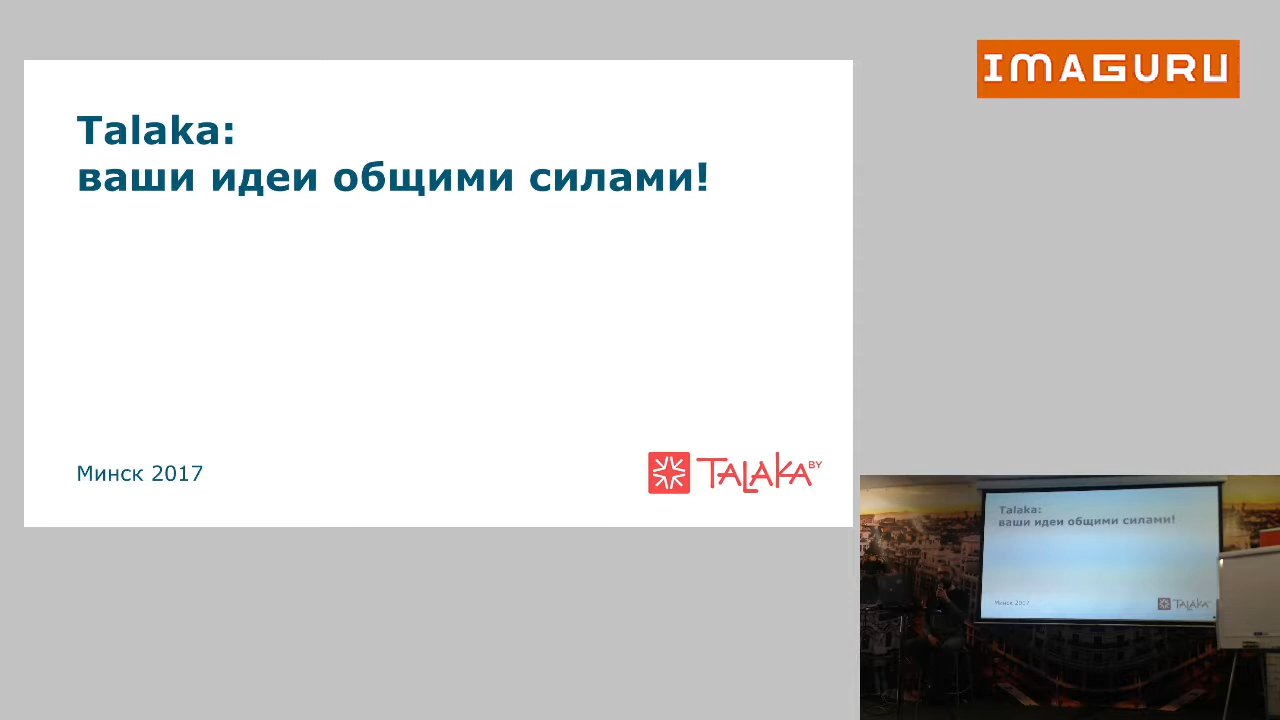 IMAGURU
Talaka:
ваши идеи общими силами!
Минск 2017
TALAKA BY
Talaka:
ваши идеи общими силами!
Минск 2017
TALAKA